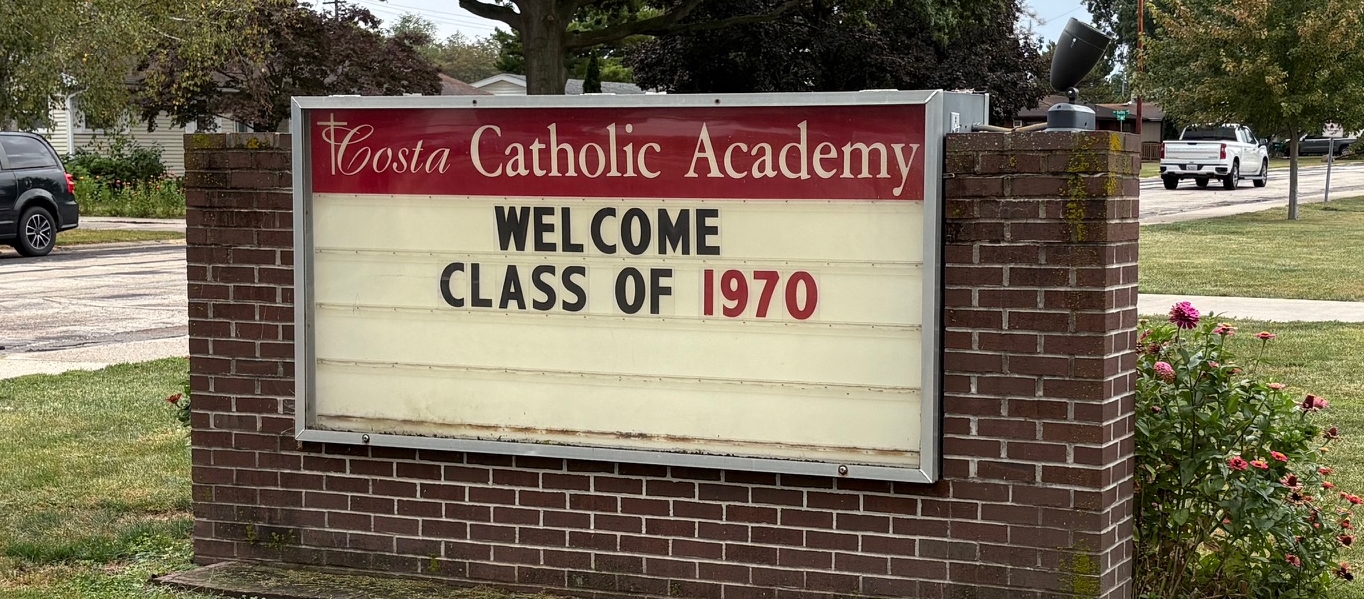 Costa Catholic Academy
WELCOME
CLASS OF 1970